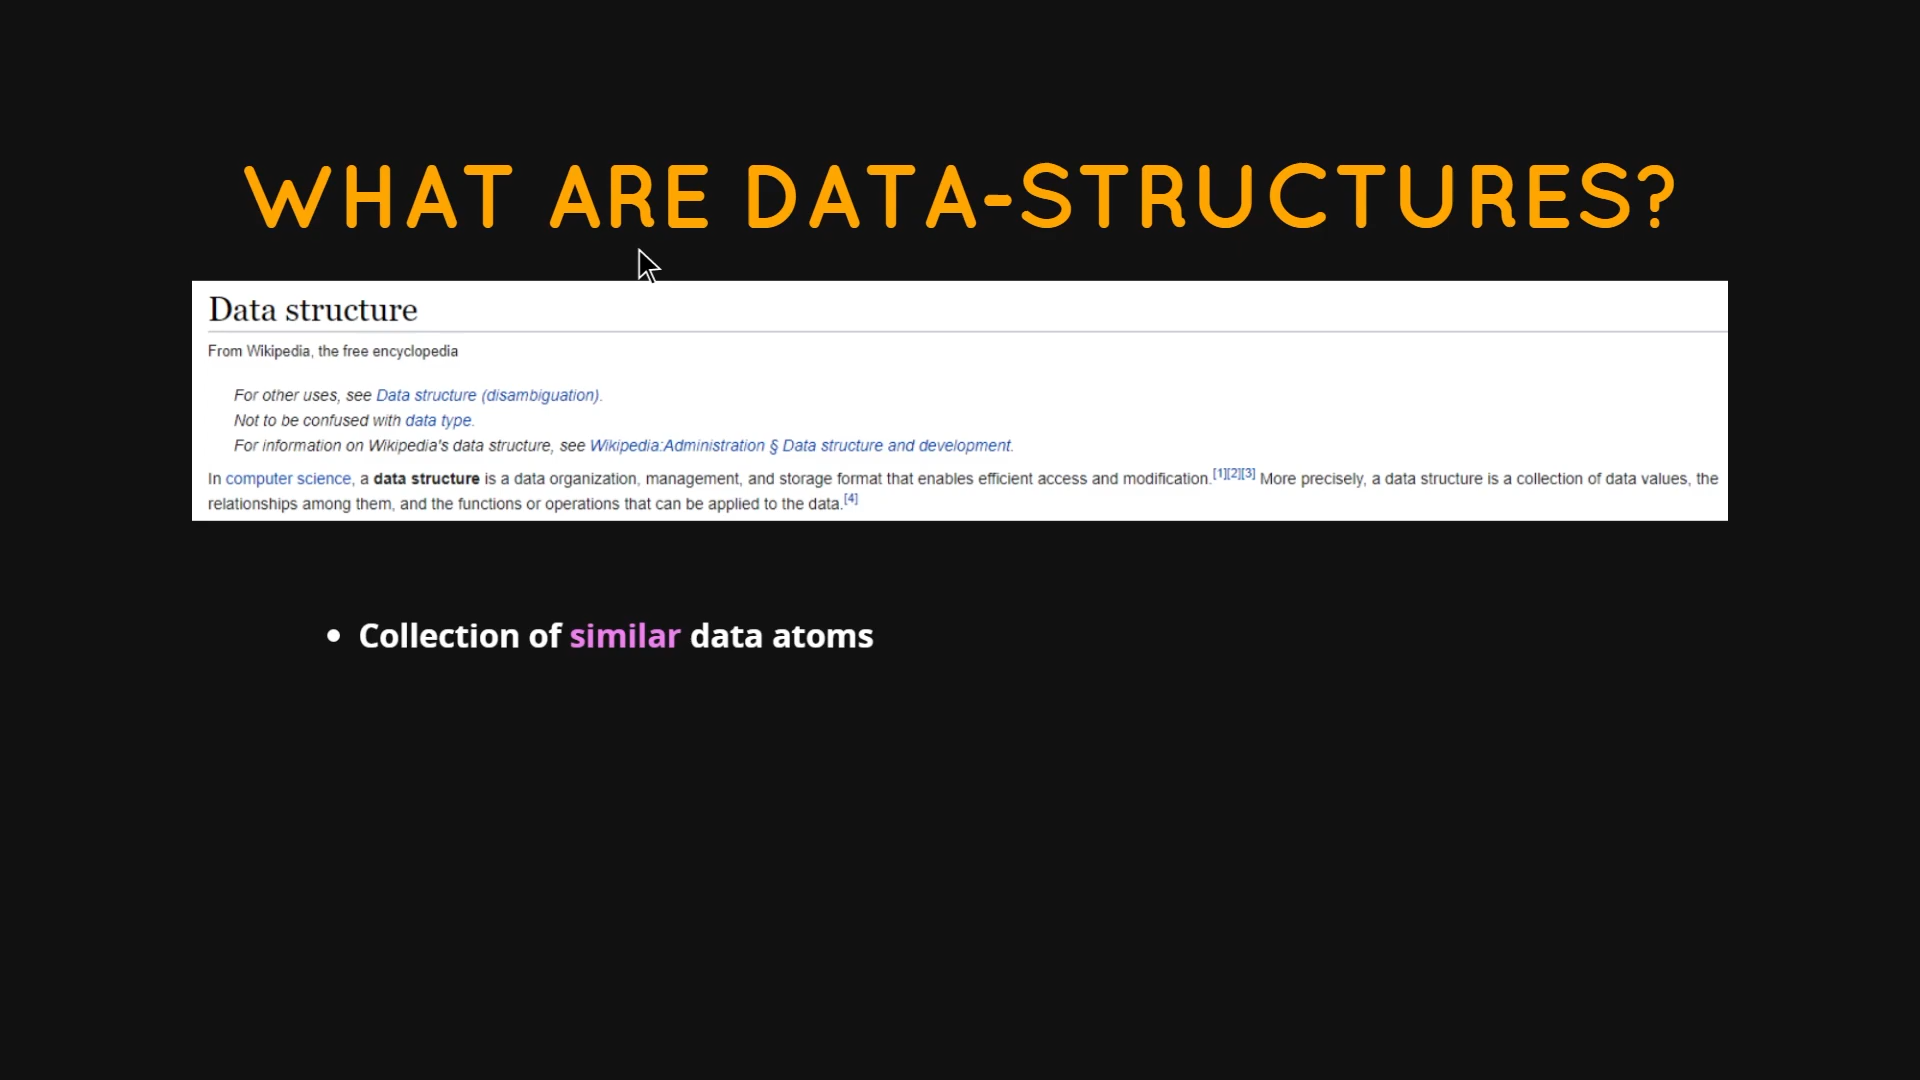 WHAT ARE DATA-STRUCTURES?
Data structure
From Wikipedia, the free encyclopedia
For other uses, see Data structure (disambiguation).
Not to be confused with data type.
For information on Wikipedia's data structure, see Wikipedia:Administration § Data structure and development.
In computer science, a data structure is a data organization, management, and storage format that enables efficient access and modification.[1][2][3] More precisely, a data structure is a collection of data values, the
relationships among them, and the functions or operations that can be applied to the data.[4]
• Collection of similar data atoms